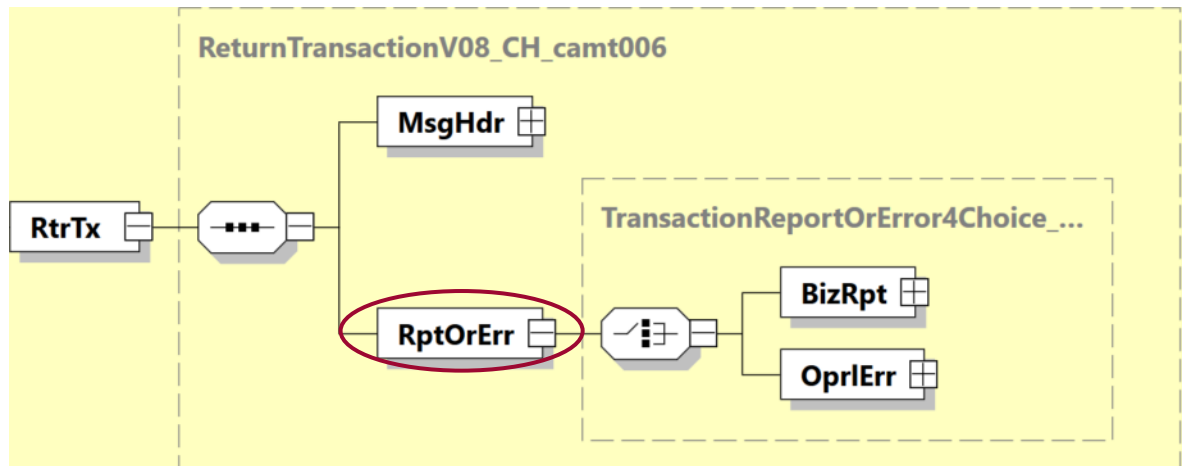 ReturnTransactionV08_CH_camt006
MsgHdr
RtrTx
TransactionReportOrError4Choice_...
BizRpt
RptOrErr
OprlErr